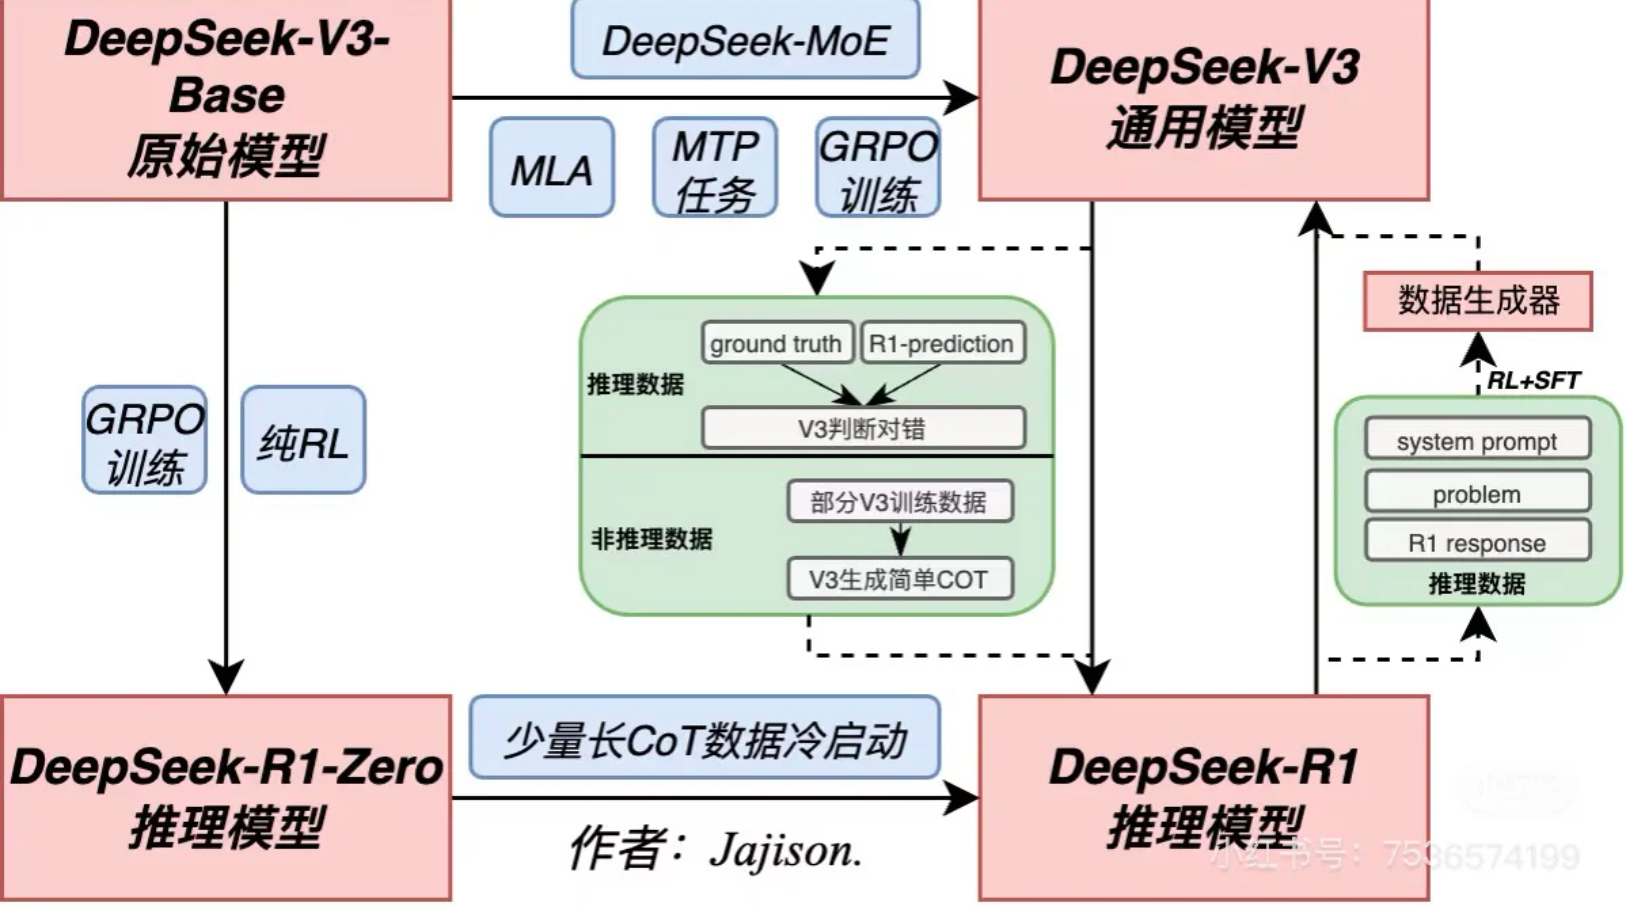 DeepSeek-V3-
Base
原始模型
DeepSeek-MoE
MLA
MTP
任务
GRPO
训练
DeepSeek-V3
通用模型
数据生成器
RL+SFT
system prompt
problem
R1 response
推理数据
ground truth
R1-prediction
推理数据
V3判断对错
部分V3训练数据
非推理数据
V3生成简单COT
GRPO
训练
纯RL
DeepSeek-R1-Zero
推理模型
少量长CoT数据冷启动
作者：Jajison.
DeepSeek-R1
推理模型
小红书号：7536574199